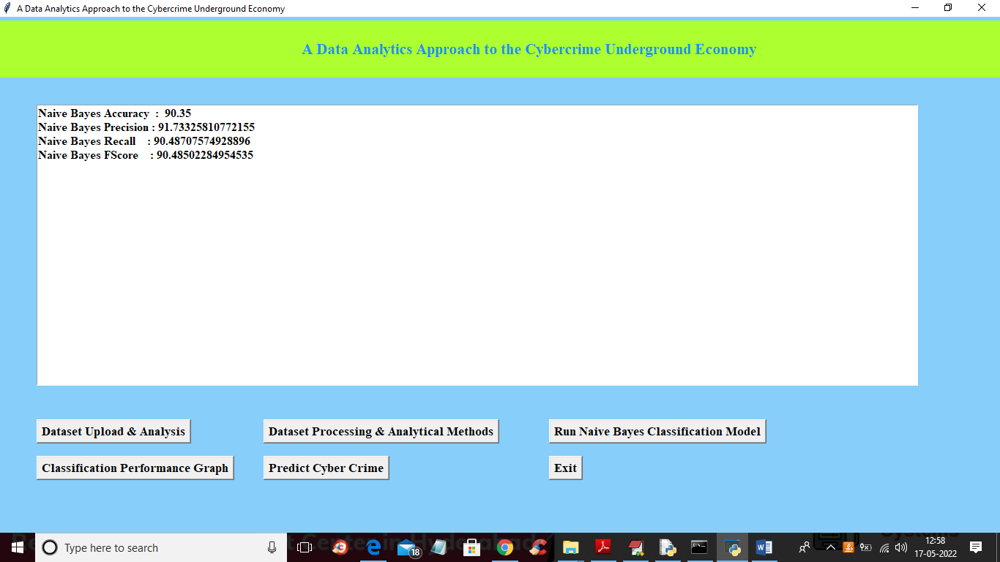 A Data Analytics Approach to the Cybercrime Underground Economy
A Data Analytics Approach to the Cybercrime Underground Economy
Naive Bayes Accuracy : 90.35
Naive Bayes Precision : 91.73325810772155
Naive Bayes Recall : 90.48707574928896
Naive Bayes FScore : 90.48502284954535
Dataset Upload & Analysis
Dataset Processing & Analytical Methods
Run Naive Bayes Classification Model
Classification Performance Graph
Predict Cyber Crime
Exit
Type here to search
18
12:58
17-05-2022